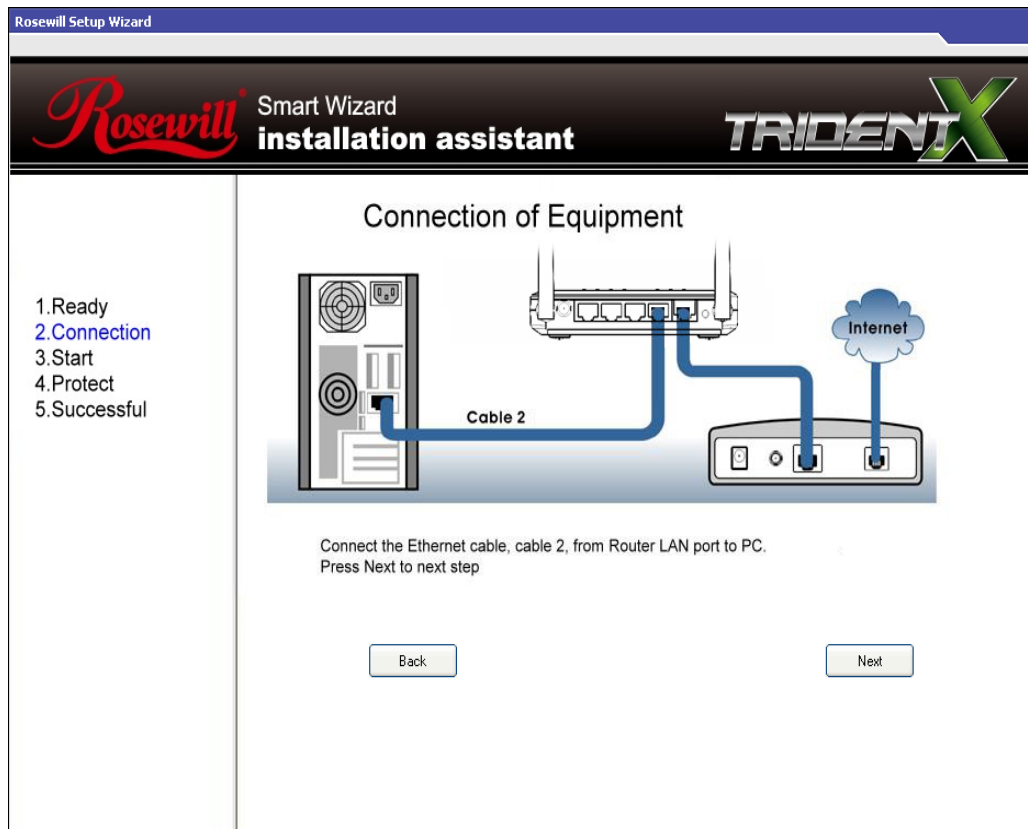 Rosewill Setup Wizard
Rosewill
Smart Wizard
installation assistant
TRIDENTX
Connection of Equipment
1.Ready
2.Connection
3.Start
4.Protect
5.Successful
Internet
Cable 2
Connect the Ethernet cable, cable 2, from Router LAN port to PC.
Press Next to next step
Back
Next